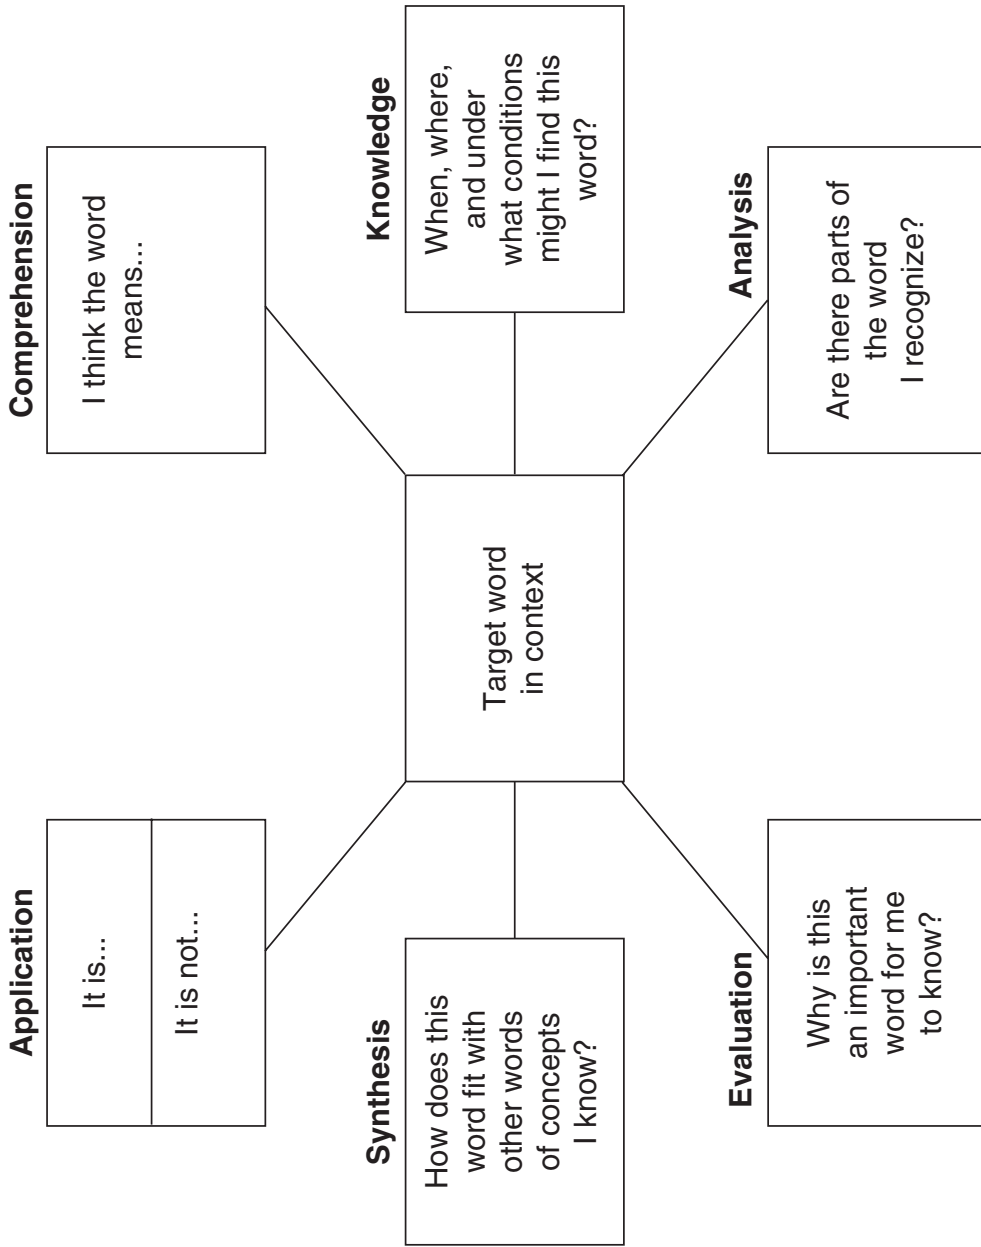 Application
It is...
It is not...
Comprehension
I think the word
means...
Synthesis
How does this
word fit with
other words
of concepts
I know?
Target word
in context
Knowledge
When, where,
and under
what conditions
might I find this
word?
Evaluation
Why is this
an important
word for me
to know?
Analysis
Are there parts of
the word
I recognize?